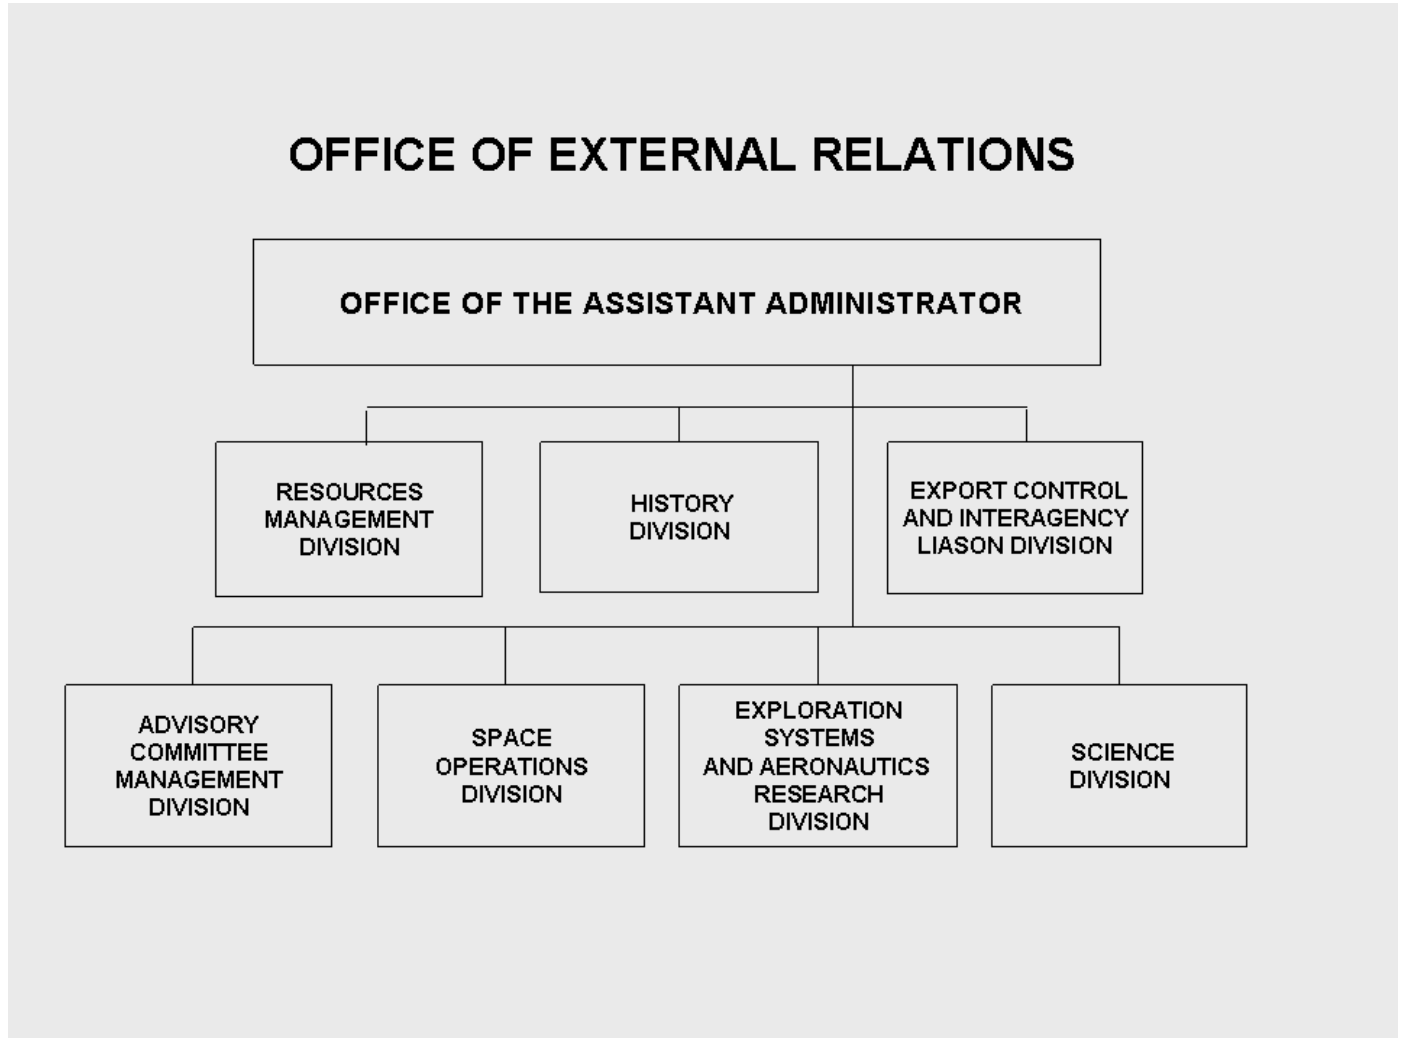 OFFICE OF EXTERNAL RELATIONS
OFFICE OF THE ASSISTANT ADMINISTRATOR
RESOURCES
MANAGEMENT
DIVISION
HISTORY
DIVISION
EXPORT CONTROL
AND INTERAGENCY
LIASON DIVISION
ADVISORY
COMMITTEE
MANAGEMENT
DIVISION
SPACE
OPERATIONS
DIVISION
EXPLORATION
SYSTEMS
AND AERONAUTICS
RESEARCH
DIVISION
SCIENCE
DIVISION